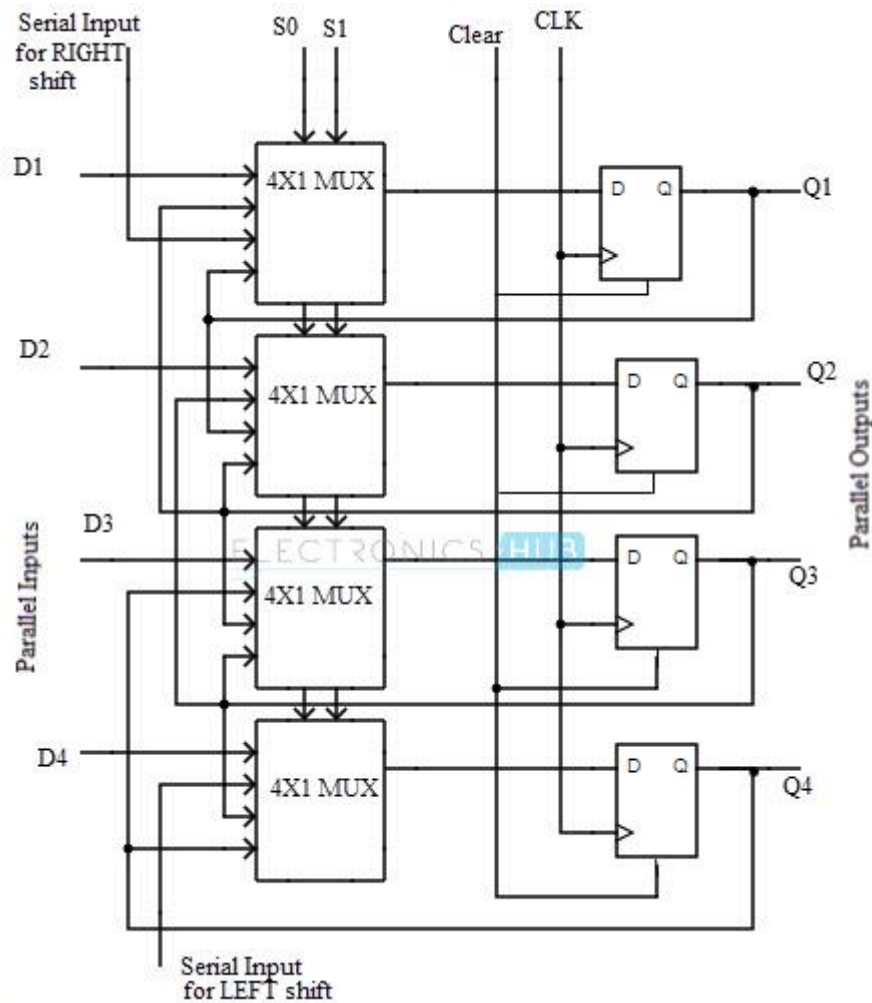 Serial Input
for RIGHT
shift
S0 S1
Clear
CLK
D1
4X1 MUX
D Q
Q1
D2
4X1 MUX
D Q
Q2
Parallel Outputs
D3
ELECTRONICS HUB
D Q
Q3
Parallel Inputs
4X1 MUX
D4
4X1 MUX
D Q
Q4
Serial Input
for LEFT shift